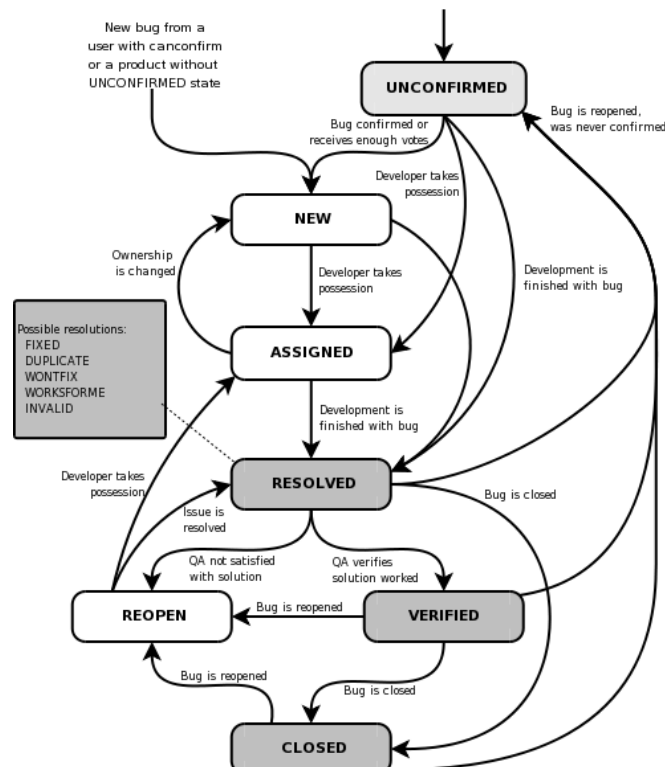 New bug from a
user with canconfirm
or a product without
UNCONFIRMED state
UNCONFIRMED
Bug is reopened,
was never confirmed
Bug confirmed or
receives enough votes
Developer takes
possession
NEW
Ownership
is changed
Developer takes
possession
Development is
finished with bug
Possible resolutions:
FIXED
DUPLICATE
WONTFIX
WORKSFORME
INVALID
ASSIGNED
Development is
finished with bug
Developer takes
possession
RESOLVED
Bug is closed
Issue is
resolved
QA not satisfied
with solution
QA verifies
solution worked
REOPEN
Bug is reopened
VERIFIED
Bug is reopened
Bug is closed
CLOSED